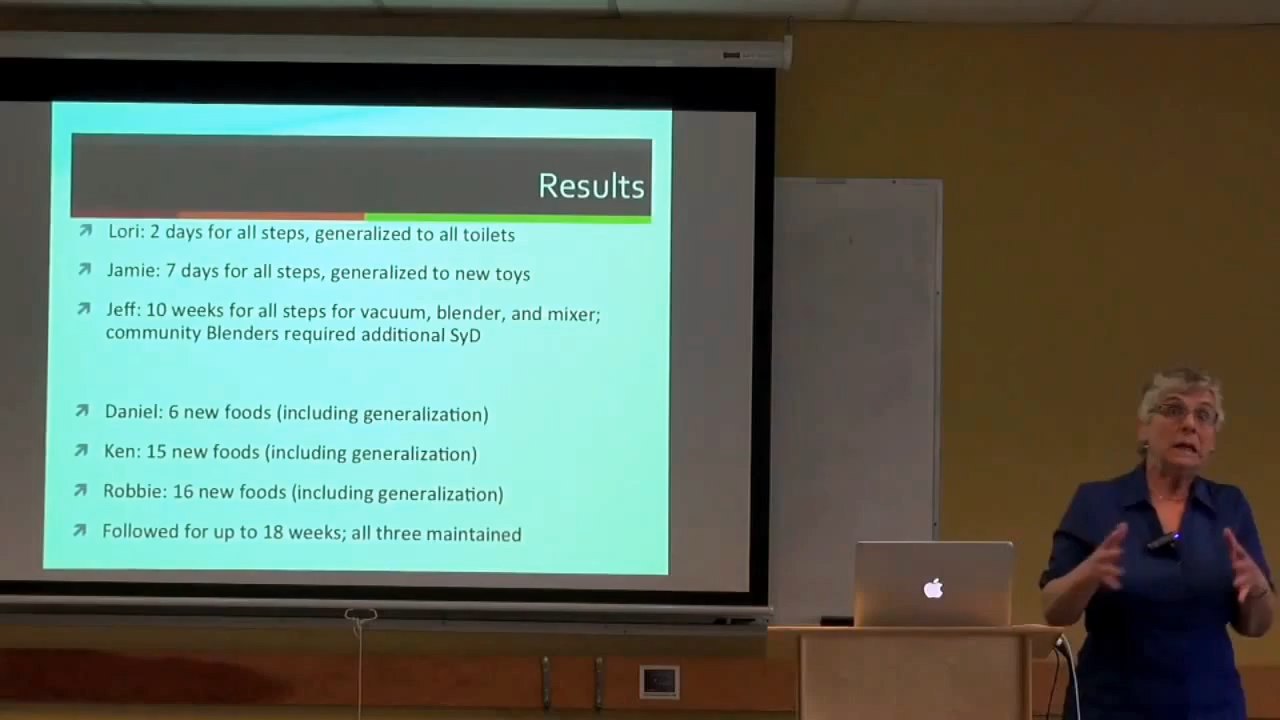 Results
Lori: 2 days for all steps, generalized to all toilets
Jamie: 7 days for all steps, generalized to new toys
Jeff: 10 weeks for all steps for vacuum, blender, and mixer;
community Blenders required additional SyD
Daniel: 6 new foods (including generalization)
Ken: 15 new foods (including generalization)
Robbie: 16 new foods (including generalization)
Followed for up to 18 weeks; all three maintained